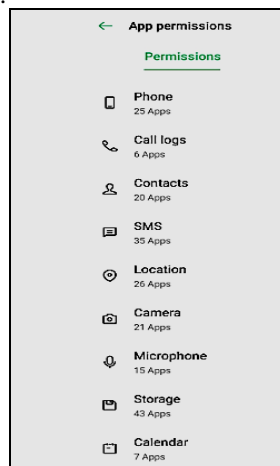 App permissions
Permissions
Phone
25 Apps
Call logs
6 Apps
Contacts
20 Apps
SMS
35 Apps
Location
26 Apps
Camera
21 Apps
Microphone
15 Apps
Storage
43 Apps
Calendar
7 Apps